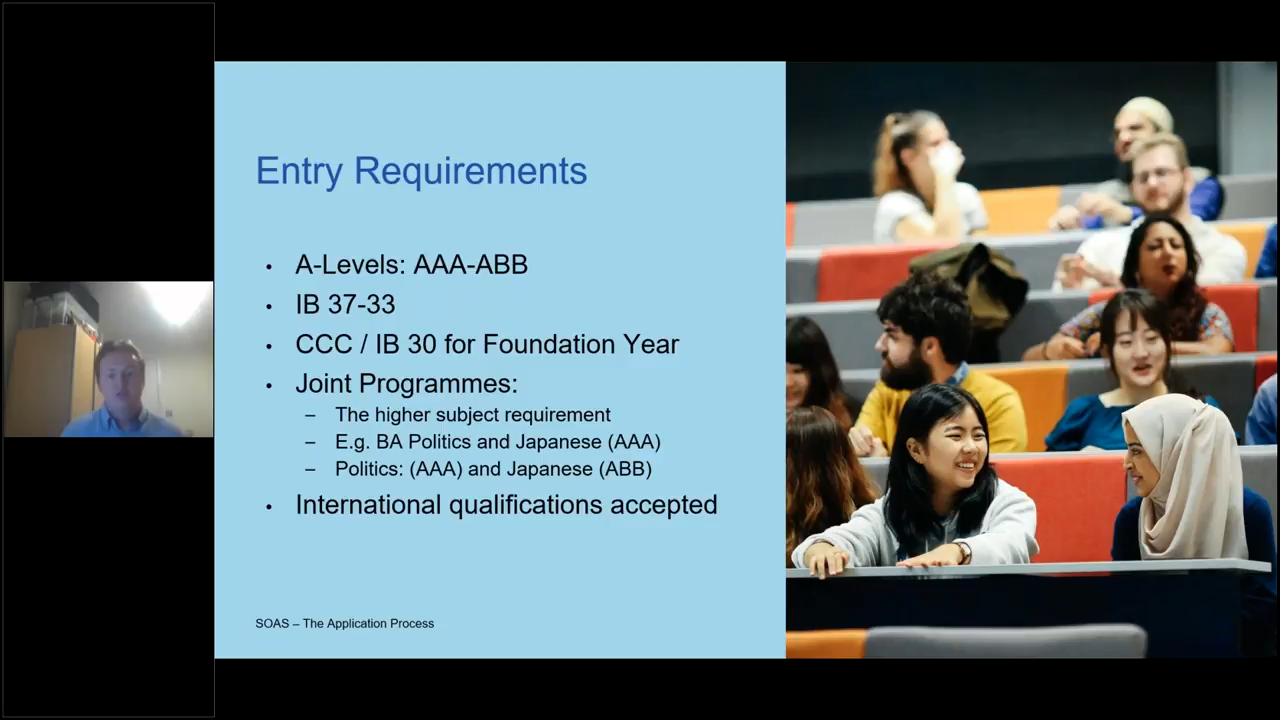 Entry Requirements
• A-Levels: AAA-ABB
• IB 37-33
• CCC / IB 30 for Foundation Year
• Joint Programmes:
– The higher subject requirement
– E.g. BA Politics and Japanese (AAA)
– Politics: (AAA) and Japanese (ABB)
• International qualifications accepted
SOAS – The Application Process